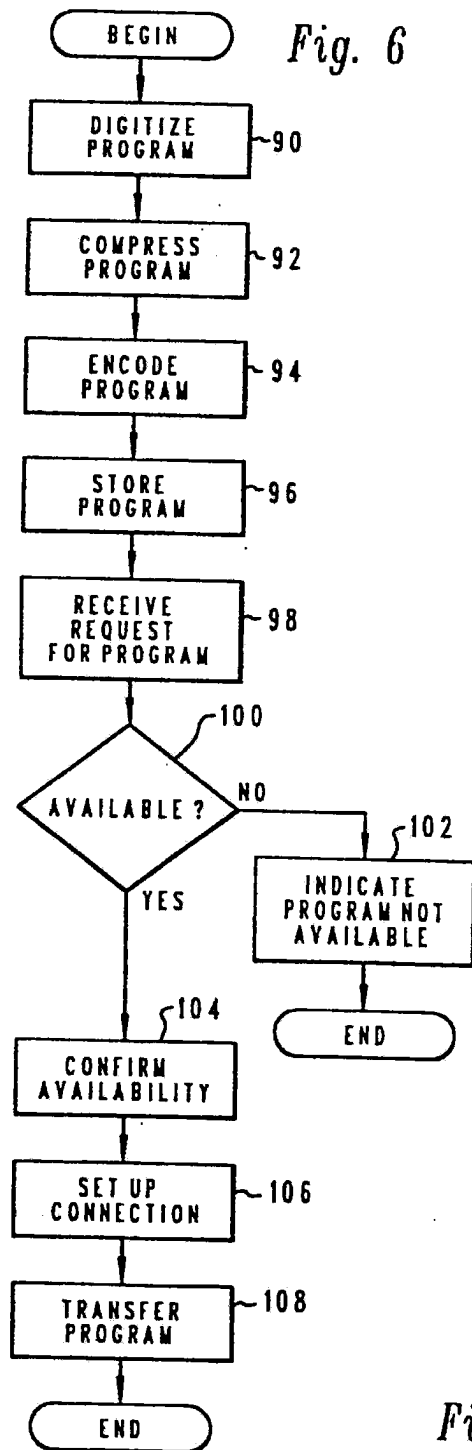 BEGIN
Fig. 6
DIGITIZE
PROGRAM
90
COMPRESS
PROGRAM
92
ENCODE
PROGRAM
94
STORE
PROGRAM
96
RECEIVE
REQUEST
FOR PROGRAM
98
100
AVAILABLE ?
NO
YES
102
INDICATE
PROGRAM NOT
AVAILABLE
END
104
CONFIRM
AVAILABILITY
SET UP
CONNECTION
106
TRANSFER
PROGRAM
108
END
Fi